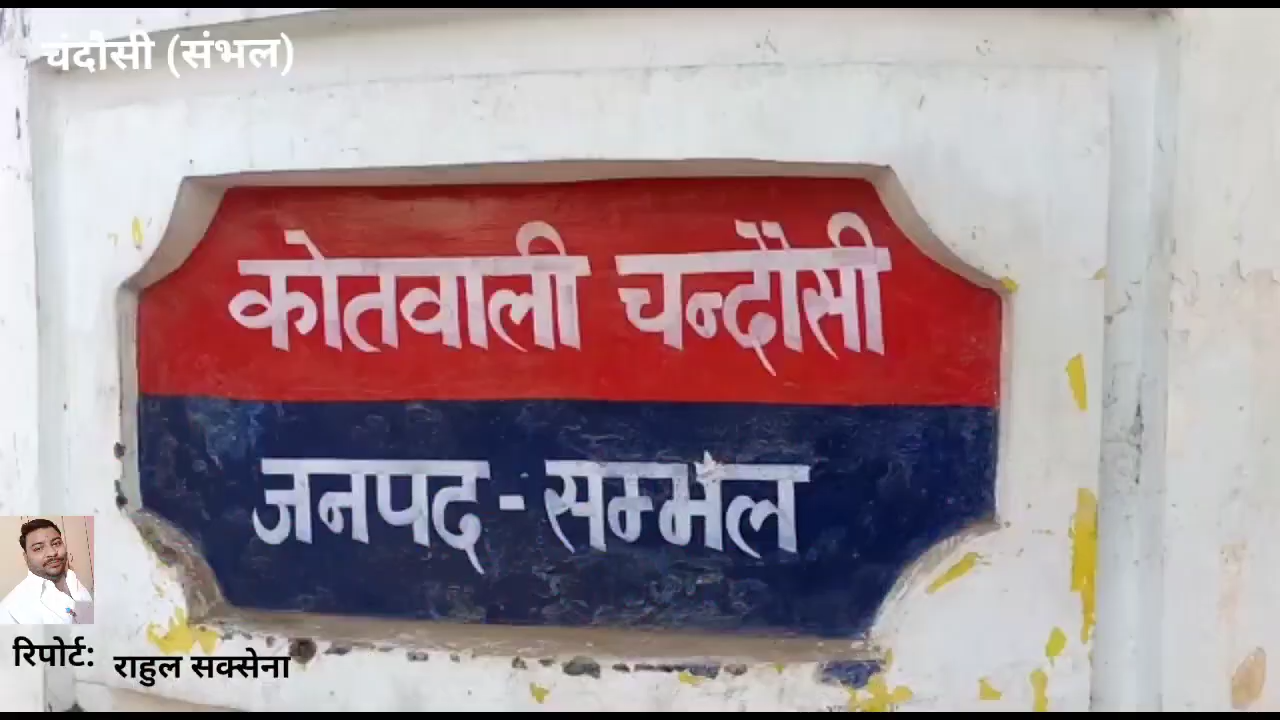 चंदौसी (संभल)
कोतवाली चन्दौसी
जनपद - सम्भल
रिपोर्ट:
राहुल सक्सेना